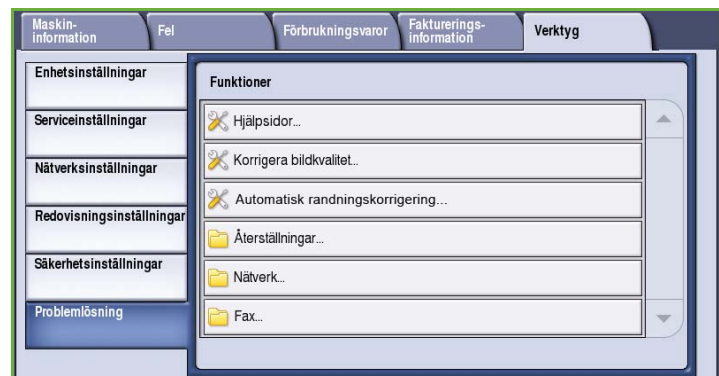 Maskin-
information
Fel
Förbrukningsvaror
Fakturerings-
information
Verktyg
Enhetsinställningar
Serviceinställningar
Nätverksinställningar
Redovisningsinställningar
Säkerhetsinställningar
Problemlösning
Funktioner
Hjälpsidor...
Korrigera bildkvalitet...
Automatisk randningskorrigering...
Återställningar...
Nätverk...
Fax...